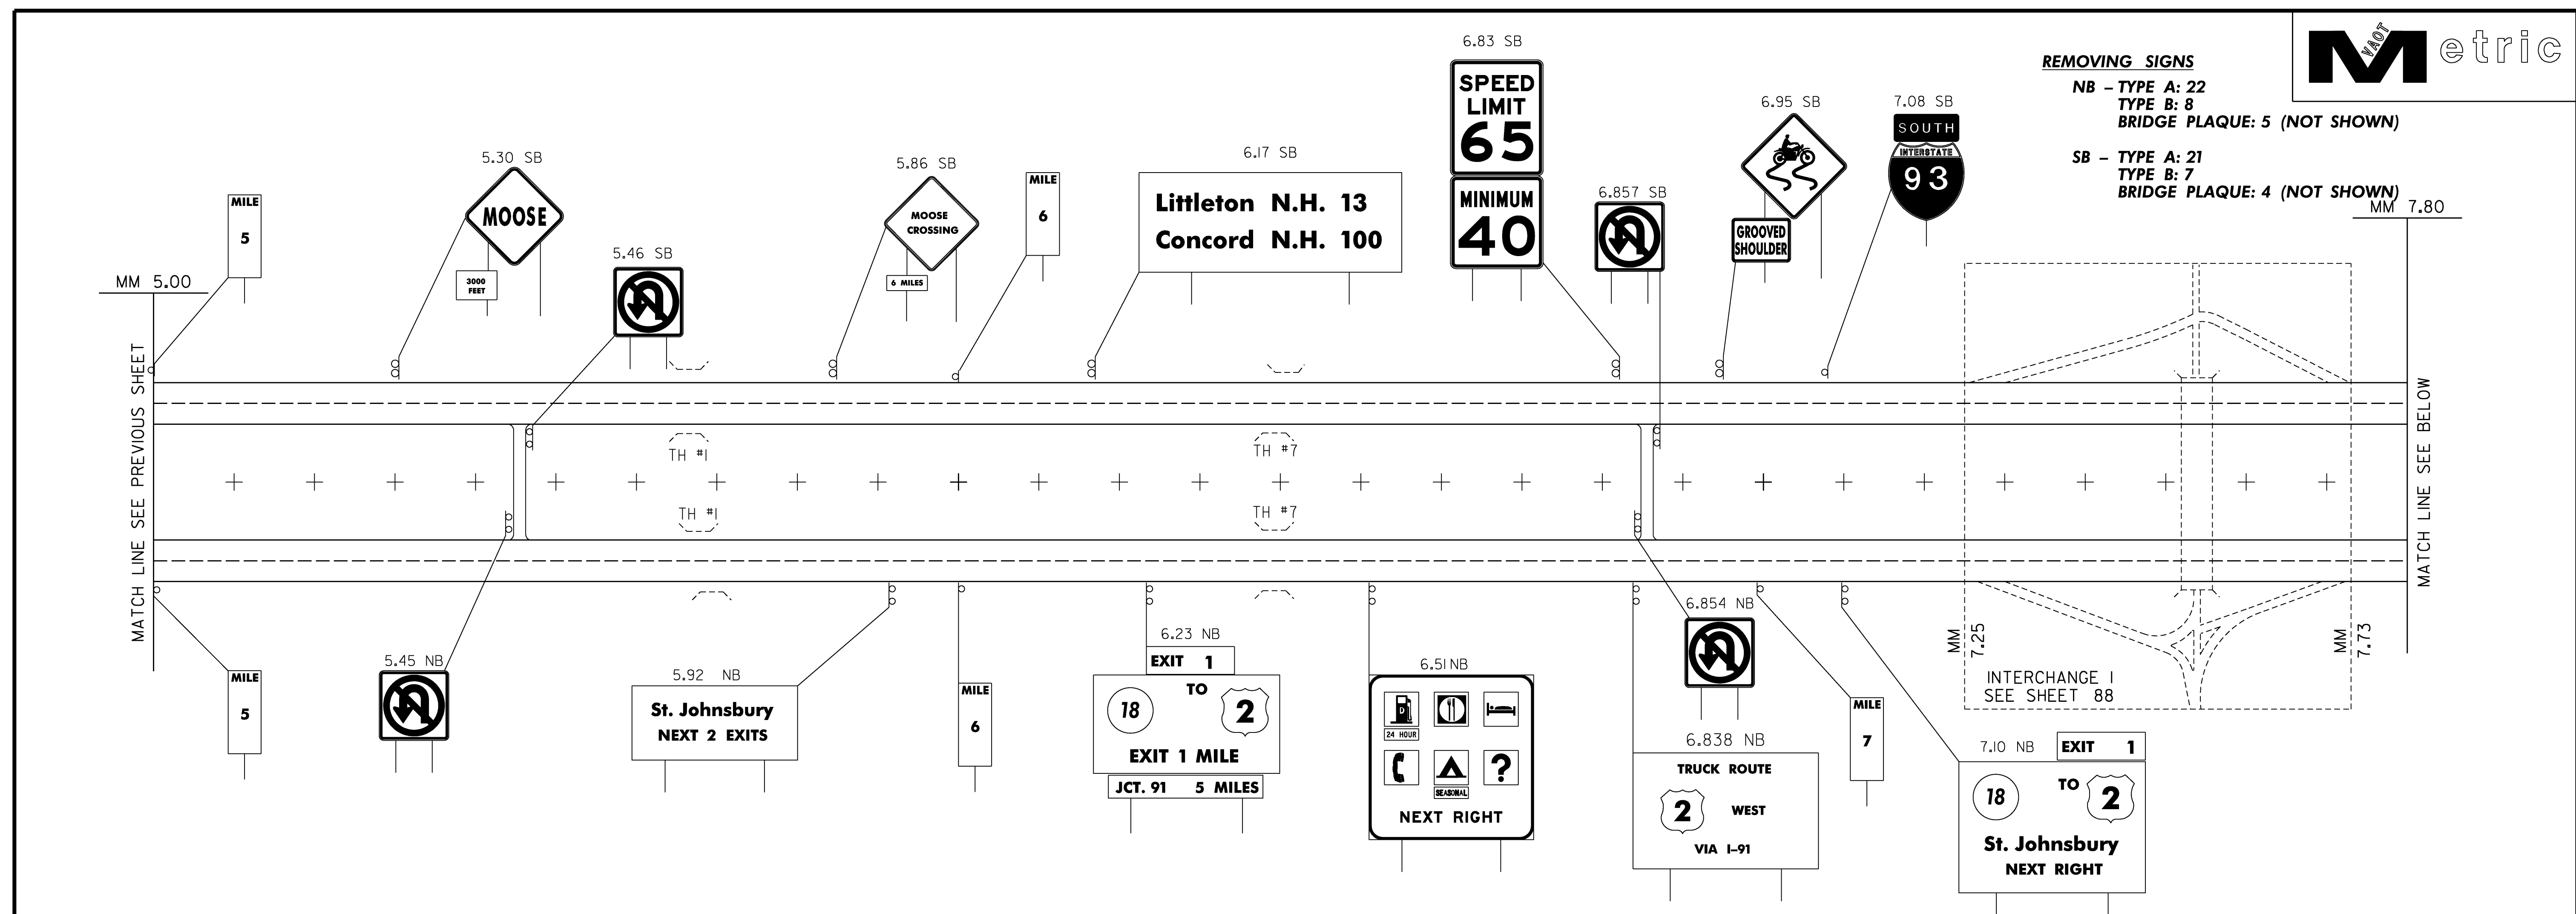 VAOT
Metric
REMOVING SIGNS
NB – TYPE A: 22
TYPE B: 8
BRIDGE PLAQUE: 5 (NOT SHOWN)
SB – TYPE A: 21
TYPE B: 7
BRIDGE PLAQUE: 4 (NOT SHOWN)
MM 7.80
MM 5.00
MATCH LINE SEE PREVIOUS SHEET
MILE
5
5.30 SB
MOOSE
3000
FEET
5.46 SB
5.86 SB
MOOSE
CROSSING
6 MILES
MILE
6
6.17 SB
Littleton N.H. 13
Concord N.H. 100
6.83 SB
SPEED
LIMIT
65
MINIMUM
40
6.857 SB
6.95 SB
GROOVED
SHOULDER
7.08 SB
SOUTH
INTERSTATE
93
TH #1
TH #7
TH #1
TH #7
MATCH LINE SEE BELOW
MM
7.25
MM
7.73
INTERCHANGE 1
SEE SHEET 88
MILE
5
5.45 NB
5.92 NB
St. Johnsbury
NEXT 2 EXITS
MILE
6
6.23 NB
EXIT 1
TO
18
2
EXIT 1 MILE
JCT. 91 5 MILES
6.51 NB
D
24 HOUR
?
SEASONAL
NEXT RIGHT
6.854 NB
6.838 NB
TRUCK ROUTE
2 WEST
VIA I-91
MILE
7
7.10 NB
EXIT 1
18 TO 2
St. Johnsbury
NEXT RIGHT